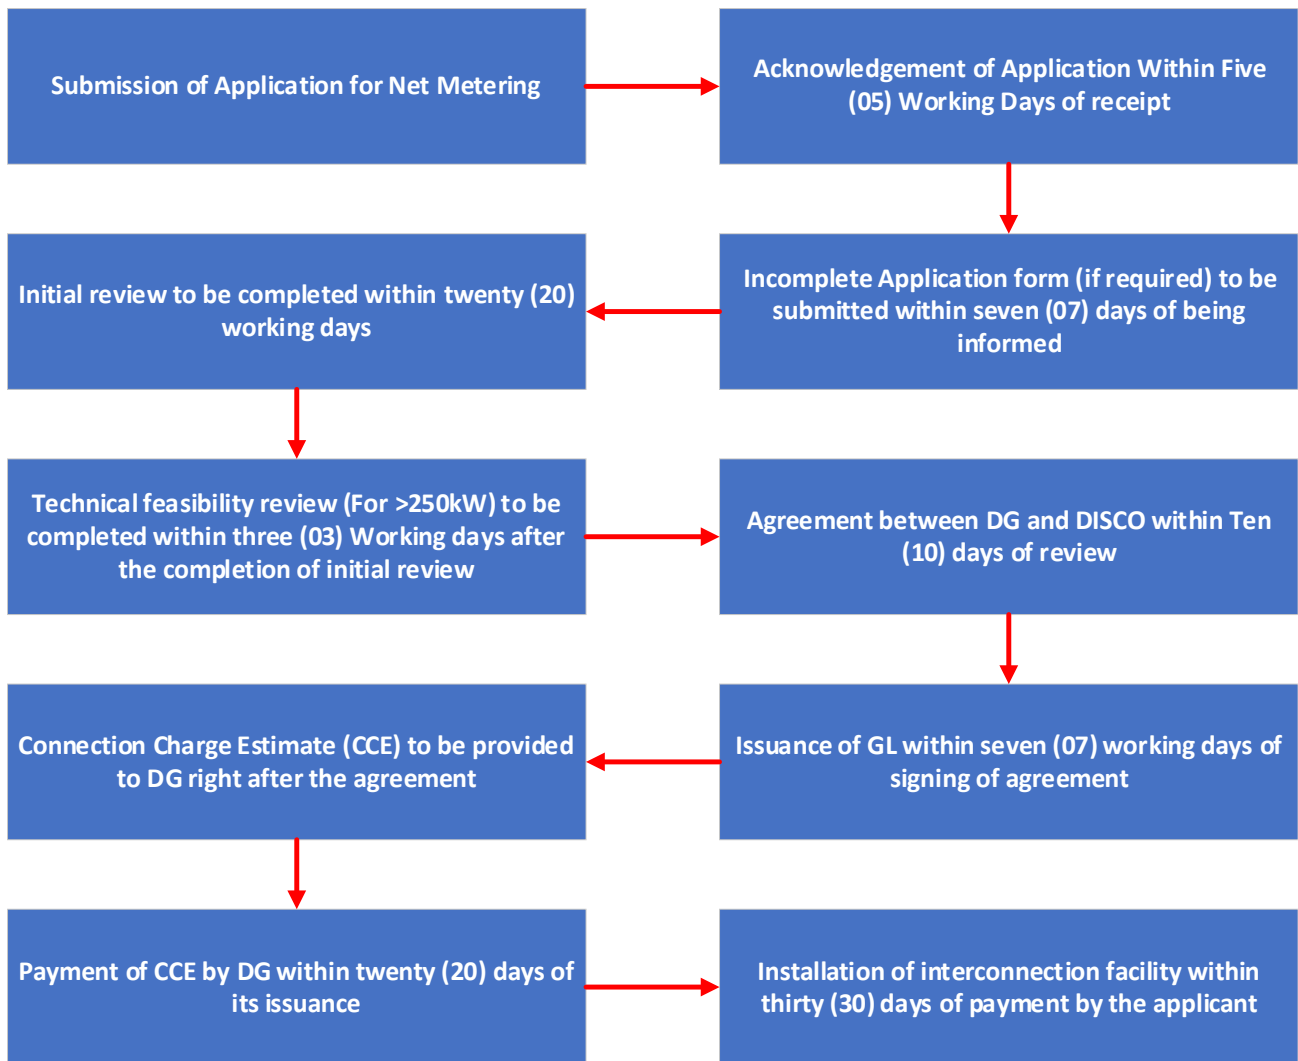 Submission of Application for Net Metering
Acknowledgement of Application Within Five
(05) Working Days of receipt
Incomplete Application form (if required) to be
submitted within seven (07) days of being
informed
Initial review to be completed within twenty (20)
working days
Technical feasibility review (For >250kW) to be
completed within three (03) Working days after
the completion of initial review
Agreement between DG and DISCO within Ten
(10) days of review
Issuance of GL within seven (07) working days of
signing of agreement
Connection Charge Estimate (CCE) to be provided
to DG right after the agreement
Payment of CCE by DG within twenty (20) days of
its issuance
Installation of interconnection facility within
thirty (30) days of payment by the applicant